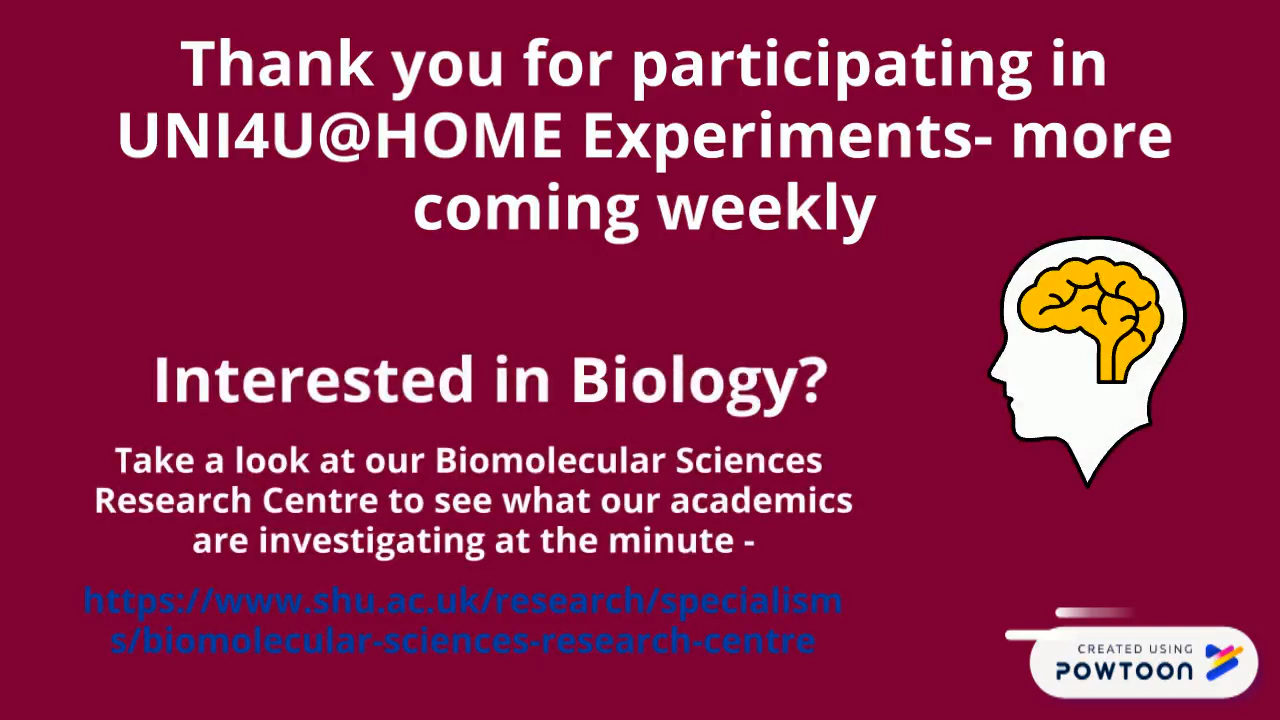 Thank you for participating in
UNI4U@HOME Experiments- more
coming weekly
Interested in Biology?
Take a look at our Biomolecular Sciences
Research Centre to see what our academics
are investigating at the minute -
https://www.shu.ac.uk/research/specialism
s/biomolecular-sciences-research-centre
CREATED USING
POWTOON